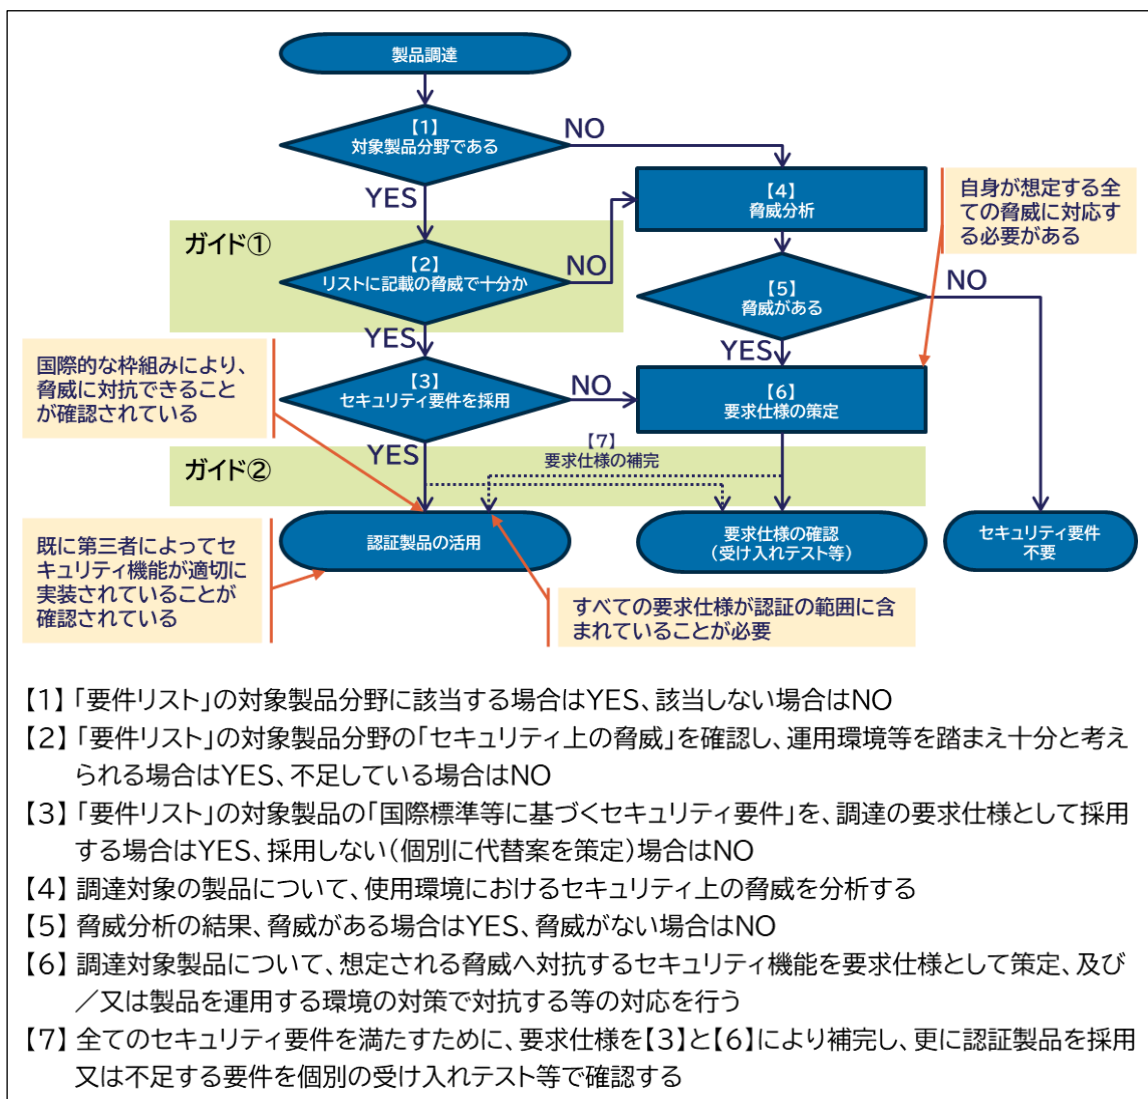 製品調達
【1】
対象製品分野である
NO
YES
【4】
脅威分析
自身が想定する全
ての脅威に対応す
る必要がある
ガイド①
【2】
リストに記載の脅威で十分か
NO
【5】
脅威がある
NO
YES
YES
国際的な枠組みにより、
脅威に対抗できること
が確認されている
【3】
セキュリティ要件を採用
NO
【6】
要求仕様の策定
YES
【7】
要求仕様の補完
ガイド②
認証製品の活用
要求仕様の確認
(受け入れテスト等)
セキュリティ要件
不要
既に第三者によってセ
キュリティ機能が適切に
実装されていることが
確認されている
すべての要求仕様が認証の範囲に含
まれていることが必要
【1】「要件リスト」の対象製品分野に該当する場合はYES、該当しない場合はNO
【2】「要件リスト」の対象製品分野の「セキュリティ上の脅威」を確認し、運用環境等を踏まえ十分と考え
られる場合はYES、不足している場合はNO
【3】「要件リスト」の対象製品の「国際標準等に基づくセキュリティ要件」を、調達の要求仕様として採用
する場合はYES、採用しない(個別に代替案を策定)場合はNO
【4】調達対象の製品について、使用環境におけるセキュリティ上の脅威を分析する
【5】脅威分析の結果、脅威がある場合はYES、脅威がない場合はNO
【6】調達対象製品について、想定される脅威へ対抗するセキュリティ機能を要求仕様として策定、及び
/又は製品を運用する環境の対策で対抗する等の対応を行う
【7】全てのセキュリティ要件を満たすために、要求仕様を【3】と【6】により補完し、更に認証製品を採用
又は不足する要件を個別の受け入れテスト等で確認する